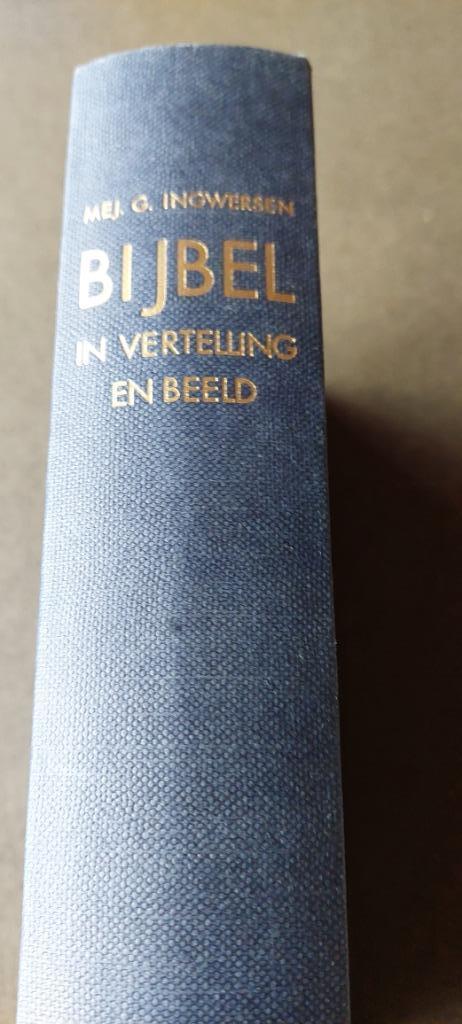 MEJ. G. INGWERSEN
BIJBEL
IN VERTELLING
EN BEELD